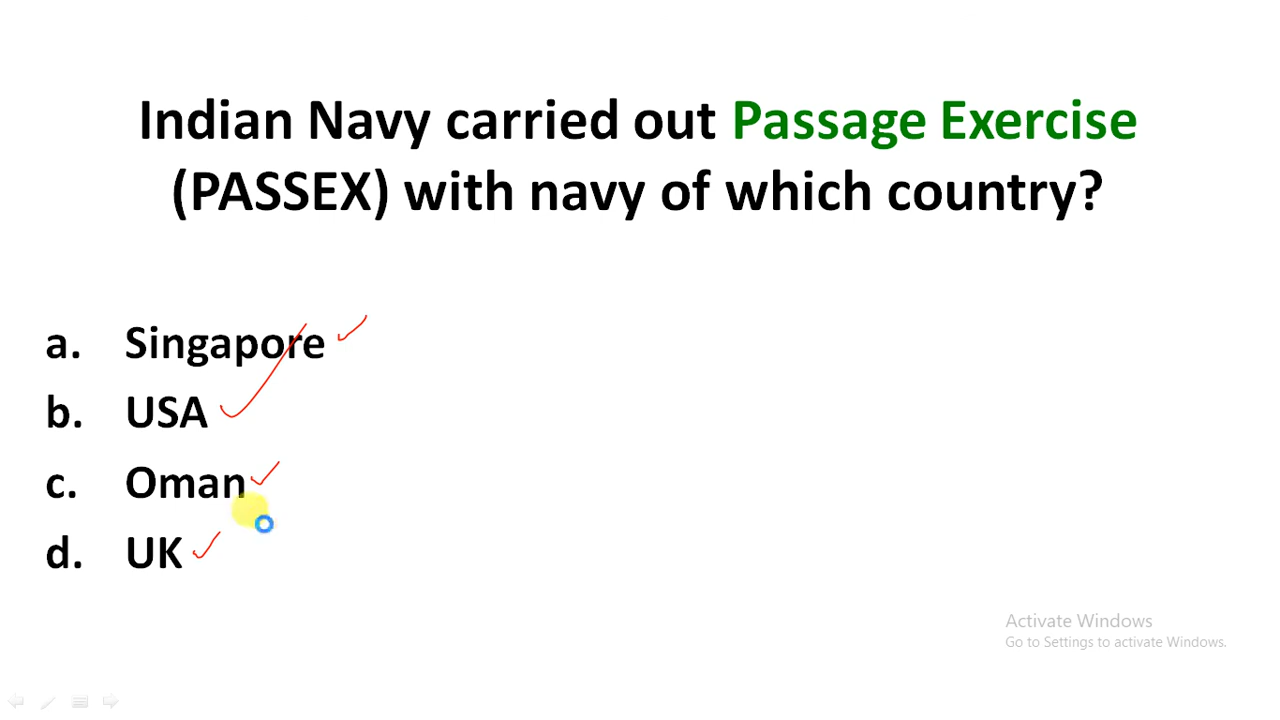 Indian Navy carried out Passage Exercise
(PASSEX) with navy of which country?
a. Singapore
b. USA
c. Oman
d. UK
Activate Windows
Go to Settings to activate Windows.